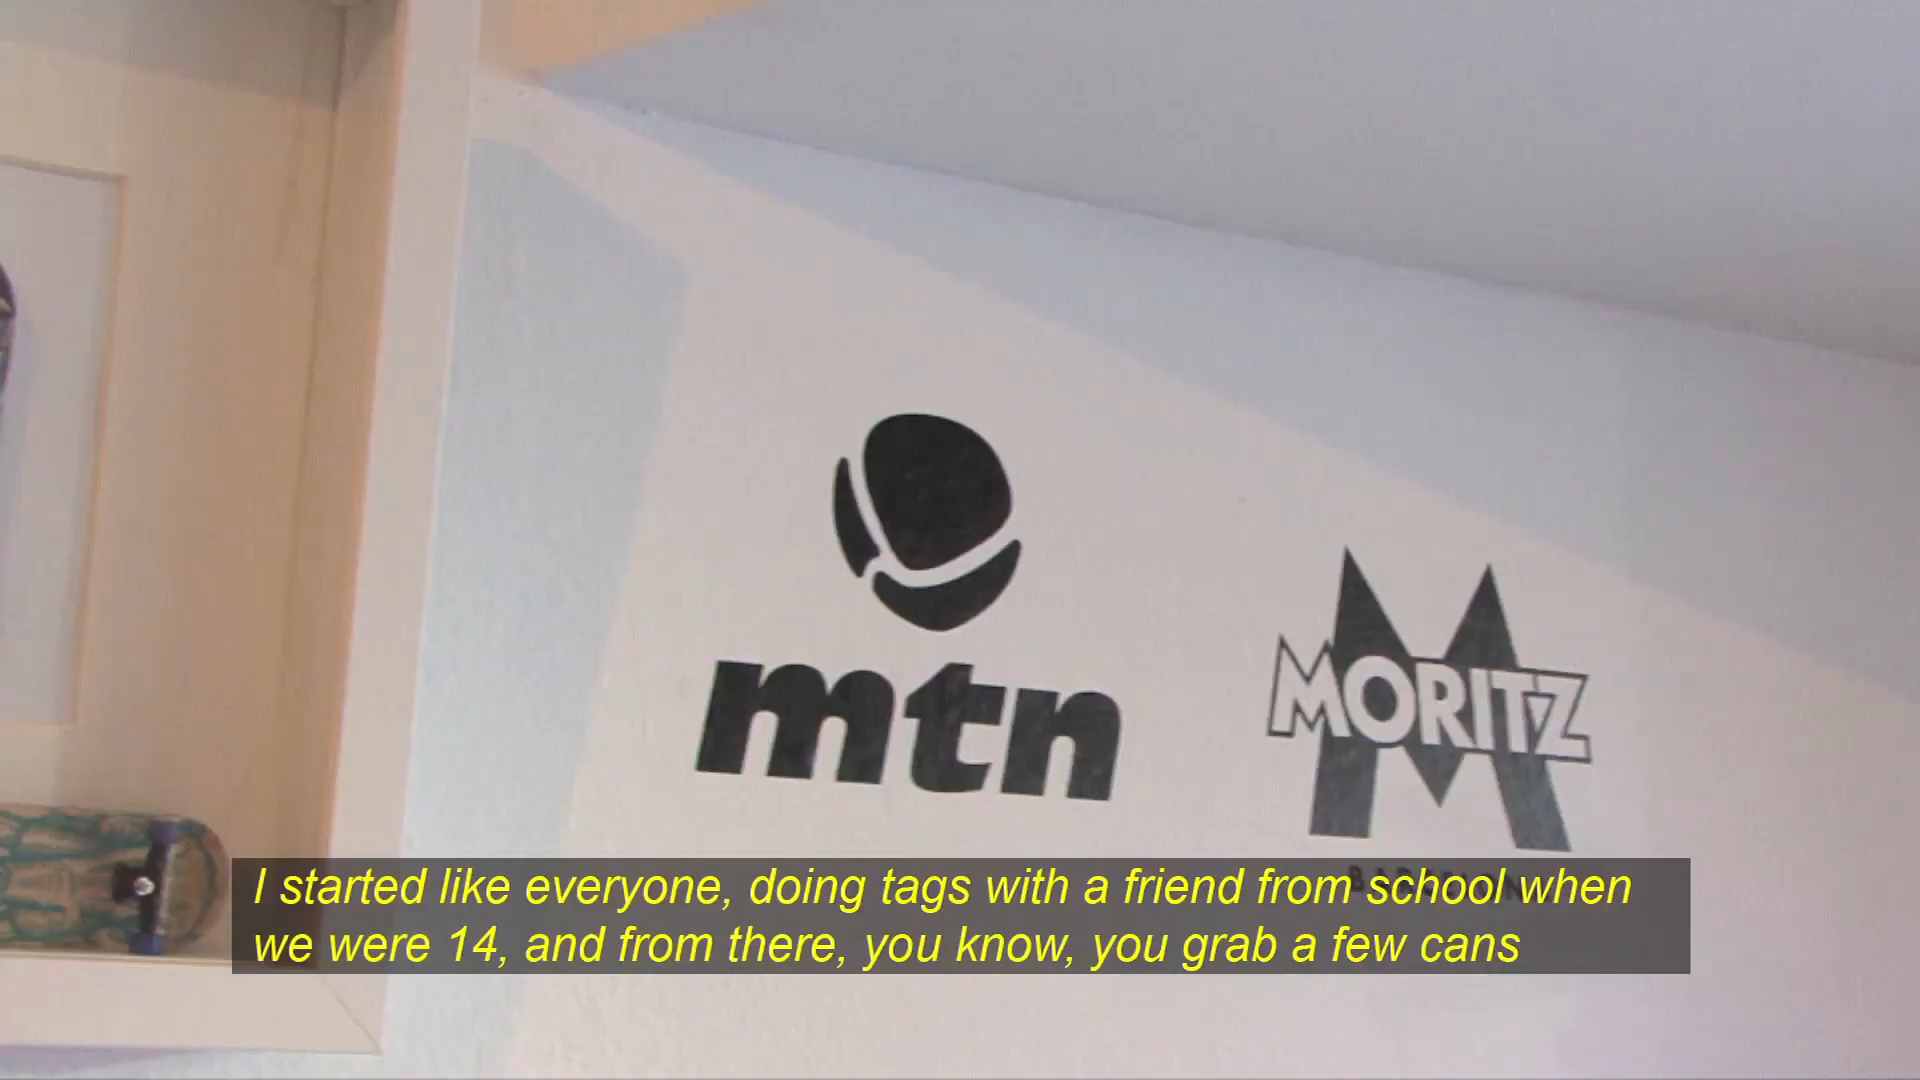 mtn
MORITZ
BARCELONA
I started like everyone, doing tags with a friend from school when
we were 14, and from there, you know, you grab a few cans